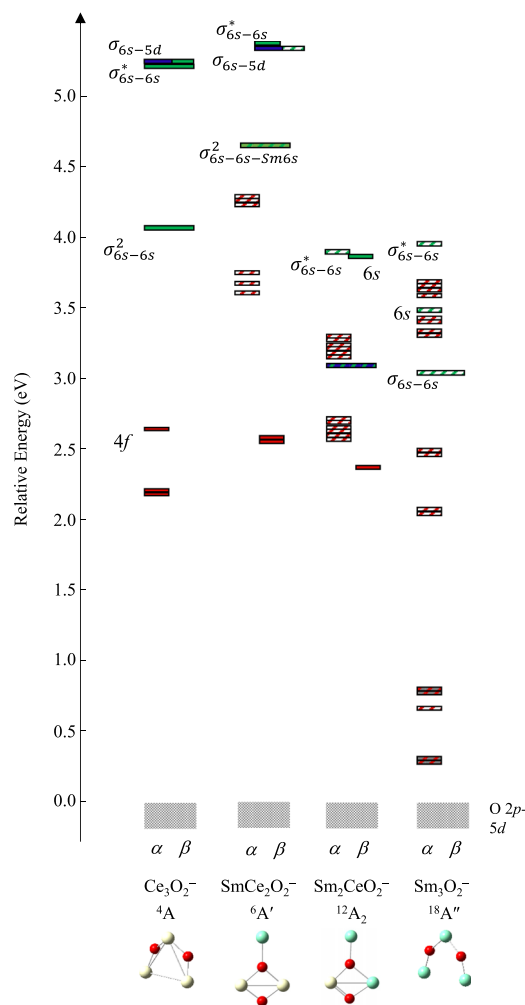 σ*6s−6s
σ6s−5d
σ*6s−6s
σ6s−5d
5.0
σ²6s−6s−Sm6s
4.5
4.0
σ²6s−6s
σ*6s−6s
6s
σ*6s−6s
3.5
6s
Relative Energy (eV)
3.0
σ6s−6s
4f
2.5
2.0
1.5
1.0
0.5
0.0
O 2p-
5d
α β α β α β α β
Ce₃O₂⁻ SmCe₂O₂⁻ Sm₂CeO₂⁻ Sm₃O₂⁻
⁴A ⁶A′ ¹²A₂ ¹⁸A″